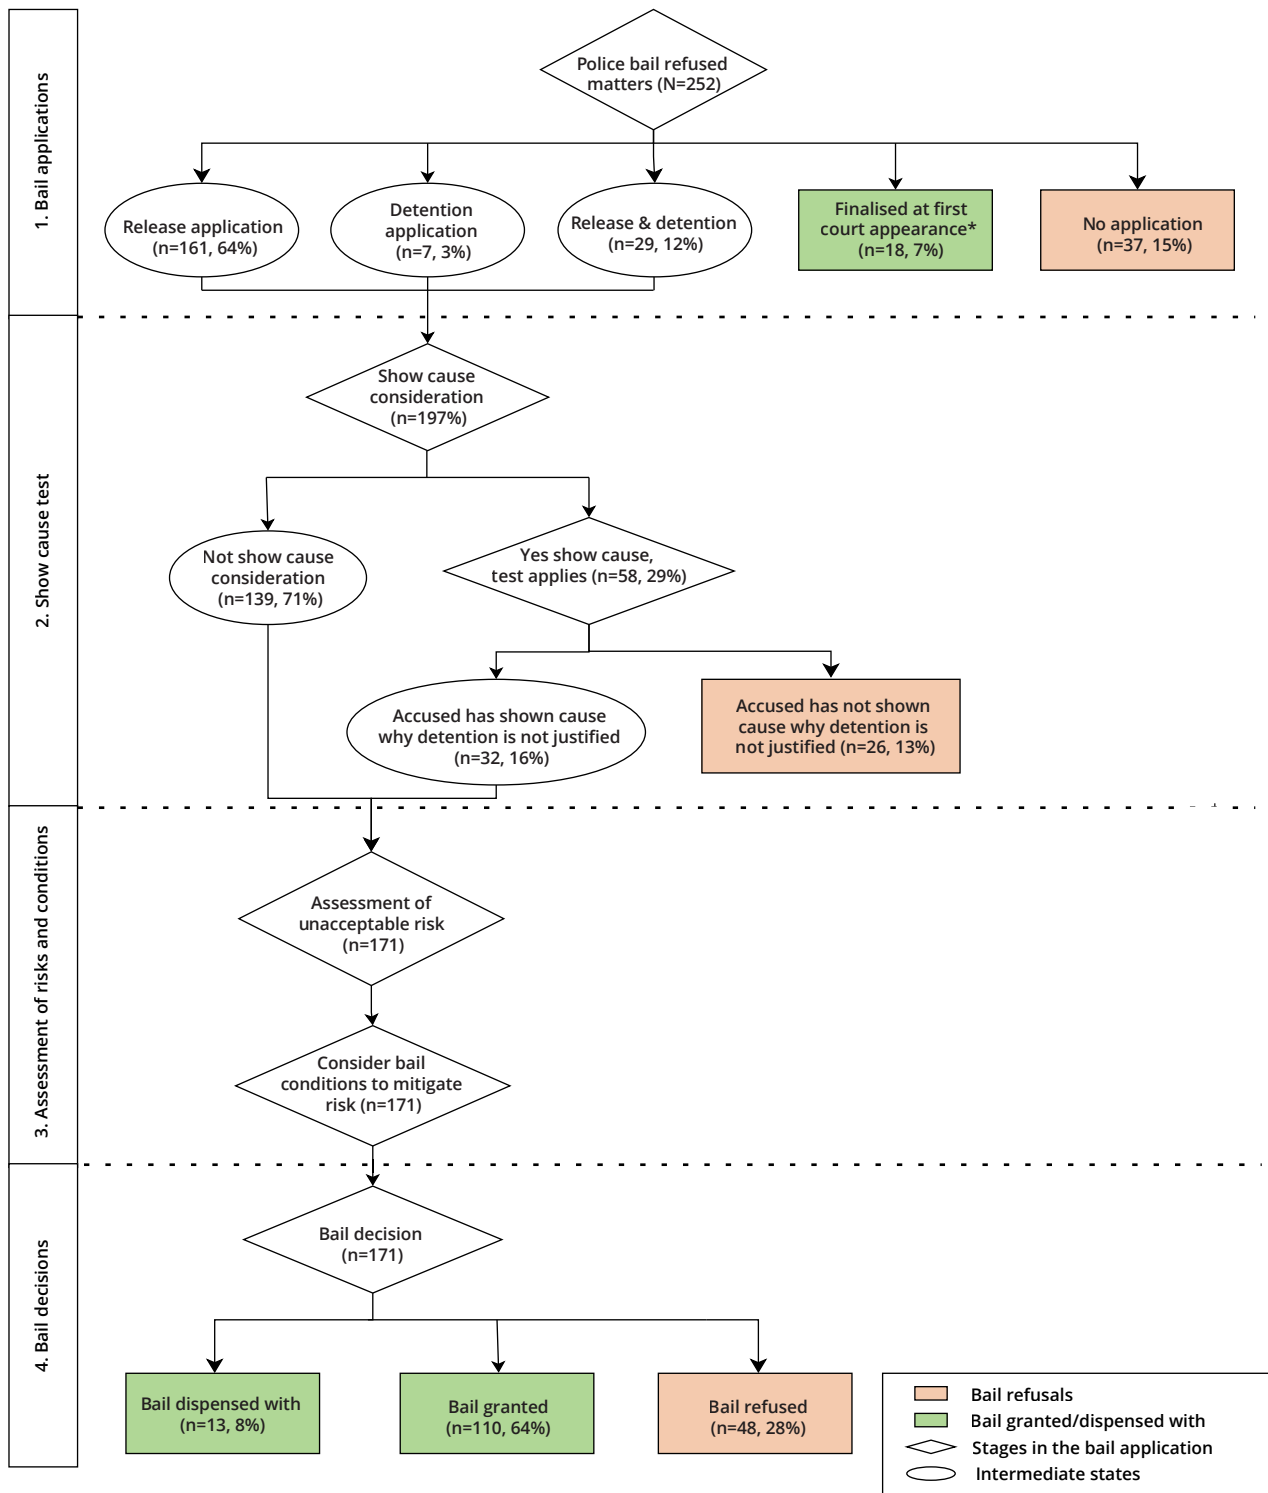 1. Bail applications
Police bail refused
matters (N=252)
Release application
(n=161, 64%)
Detention
application
(n=7, 3%)
Release & detention
(n=29, 12%)
Finalised at first
court appearance*
(n=18, 7%)
No application
(n=37, 15%)
2. Show cause test
Show cause
consideration
(n=197%)
Not show cause
consideration
(n=139, 71%)
Yes show cause,
test applies (n=58, 29%)
Accused has shown cause
why detention is not justified
(n=32, 16%)
Accused has not shown
cause why detention is
not justified (n=26, 13%)
3. Assessment of risks and conditions
Assessment of
unacceptable risk
(n=171)
Consider bail
conditions to mitigate
risk (n=171)
4. Bail decisions
Bail decision
(n=171)
Bail dispensed with
(n=13, 8%)
Bail granted
(n=110, 64%)
Bail refused
(n=48, 28%)
Bail refusals
Bail granted/dispensed with
Stages in the bail application
Intermediate states